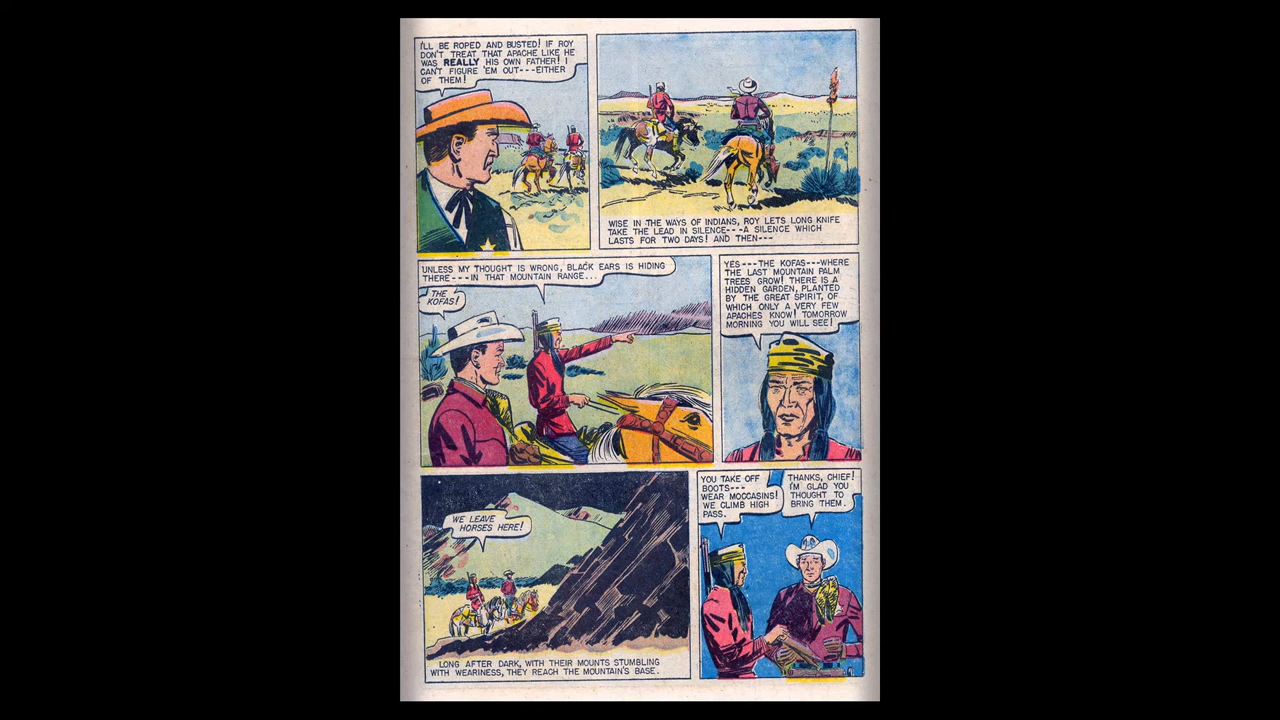 I'LL BE ROPED AND BUSTED! IF ROY
DON'T TREAT THAT APACHE LIKE HE
WAS REALLY HIS OWN FATHER! I
CAN'T FIGURE 'EM OUT---EITHER
OF THEM!
WISE IN THE WAYS OF INDIANS, ROY LETS LONG KNIFE
TAKE THE LEAD IN SILENCE---A SILENCE WHICH
LASTS FOR TWO DAYS! AND THEN---
UNLESS MY THOUGHT IS WRONG, BLACK EARS IS HIDING
THERE---IN THAT MOUNTAIN RANGE...
THE
KOFAS!
YES---THE KOFAS---WHERE
THE LAST MOUNTAIN PALM
TREES GROW! THERE IS A
HIDDEN GARDEN, PLANTED
BY THE GREAT SPIRIT, OF
WHICH ONLY A VERY FEW
APACHES KNOW! TOMORROW
MORNING YOU WILL SEE!
WE LEAVE
HORSES HERE!
LONG AFTER DARK, WITH THEIR MOUNTS STUMBLING
WITH WEARINESS, THEY REACH THE MOUNTAIN'S BASE.
YOU TAKE OFF
BOOTS---
WEAR MOCCASINS!
WE CLIMB HIGH
PASS.
THANKS, CHIEF!
I'M GLAD YOU
THOUGHT TO
BRING THEM.